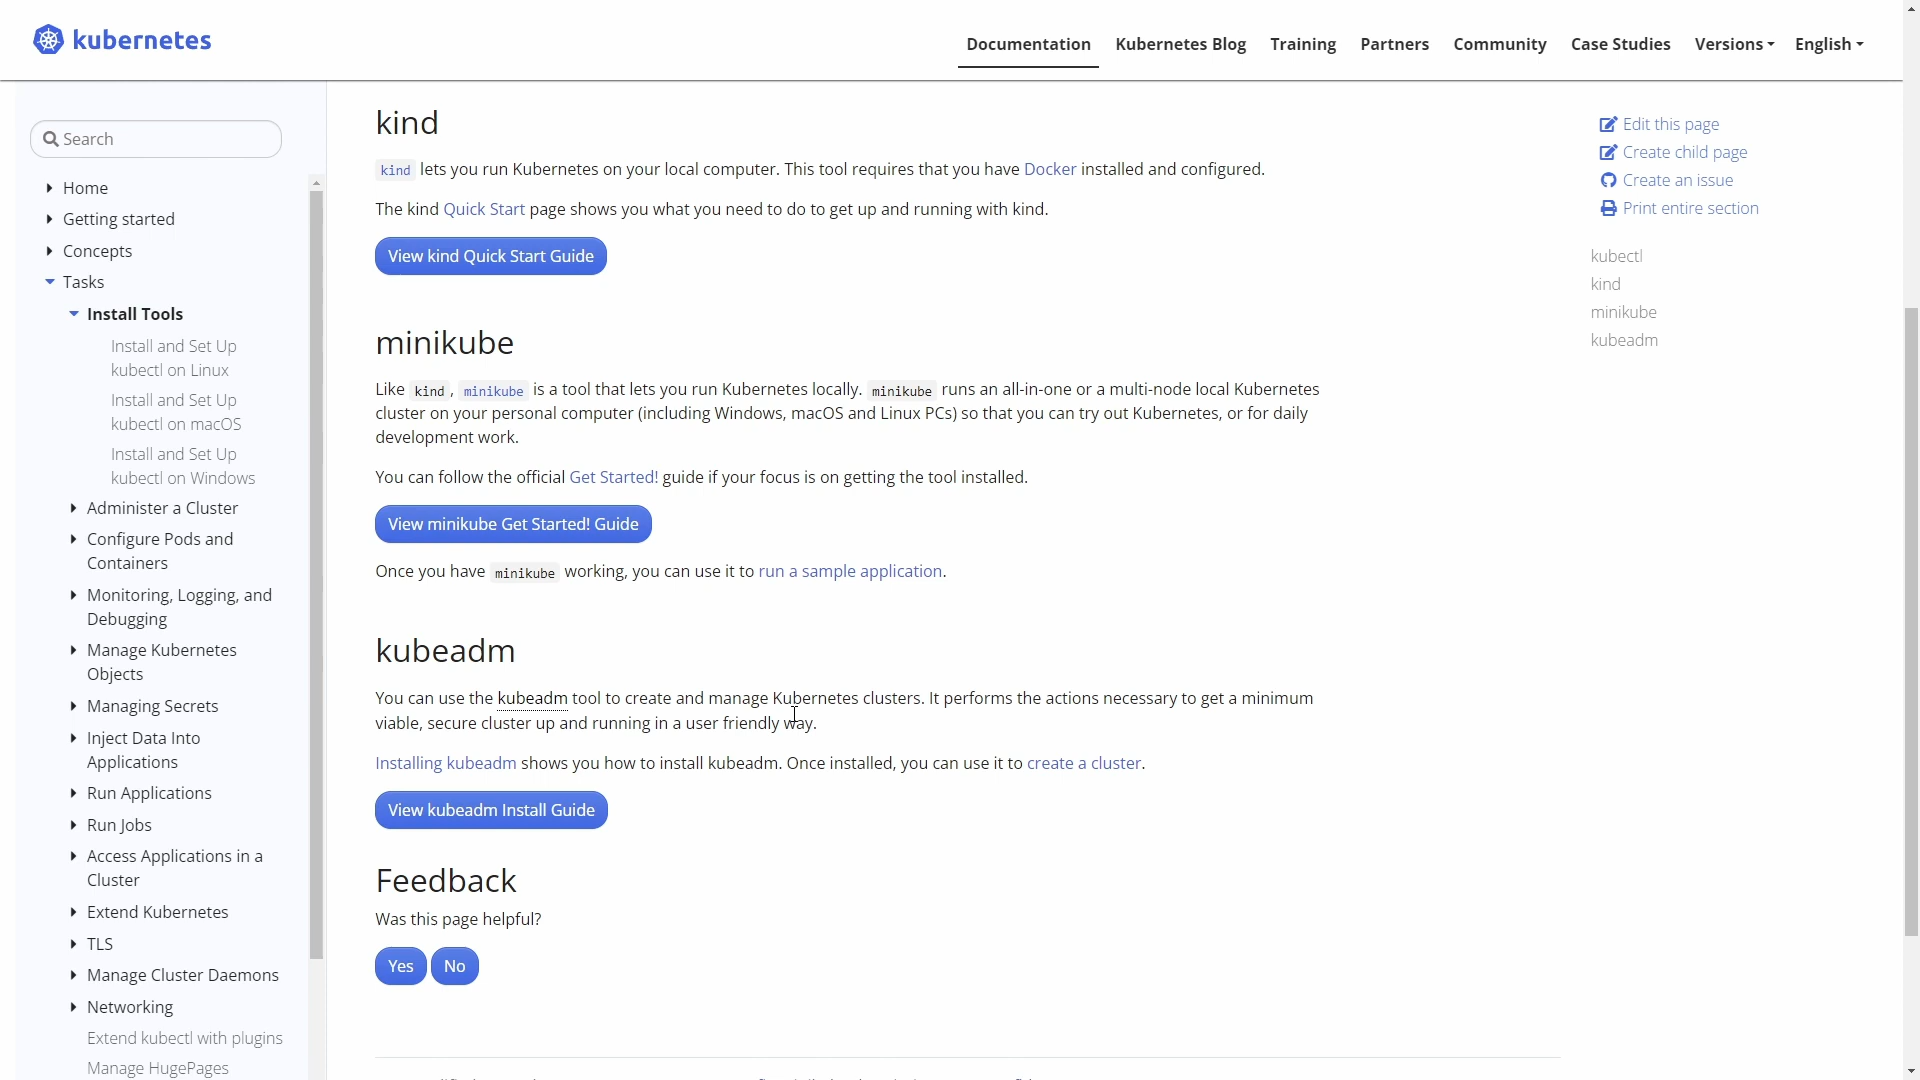 kubernetes
Documentation
Kubernetes Blog
Training
Partners
Community
Case Studies
Versions
English
Search
Home
Getting started
Concepts
Tasks
Install Tools
Install and Set Up
kubectl on Linux
Install and Set Up
kubectl on macOS
Install and Set Up
kubectl on Windows
Administer a Cluster
Configure Pods and
Containers
Monitoring, Logging, and
Debugging
Manage Kubernetes
Objects
Managing Secrets
Inject Data Into
Applications
Run Applications
Run Jobs
Access Applications in a
Cluster
Extend Kubernetes
TLS
Manage Cluster Daemons
Networking
Extend kubectl with plugins
Manage HugePages
kind
kind lets you run Kubernetes on your local computer. This tool requires that you have Docker installed and configured.
The kind Quick Start page shows you what you need to do to get up and running with kind.
View kind Quick Start Guide
minikube
Like kind , minikube is a tool that lets you run Kubernetes locally. minikube runs an all-in-one or a multi-node local Kubernetes
cluster on your personal computer (including Windows, macOS and Linux PCs) so that you can try out Kubernetes, or for daily
development work.
You can follow the official Get Started! guide if your focus is on getting the tool installed.
View minikube Get Started! Guide
Once you have minikube working, you can use it to run a sample application.
kubeadm
You can use the kubeadm tool to create and manage Kubernetes clusters. It performs the actions necessary to get a minimum
viable, secure cluster up and running in a user friendly way.
Installing kubeadm shows you how to install kubeadm. Once installed, you can use it to create a cluster.
View kubeadm Install Guide
Feedback
Was this page helpful?
Yes No
Edit this page
Create child page
Create an issue
Print entire section
kubectl
kind
minikube
kubeadm